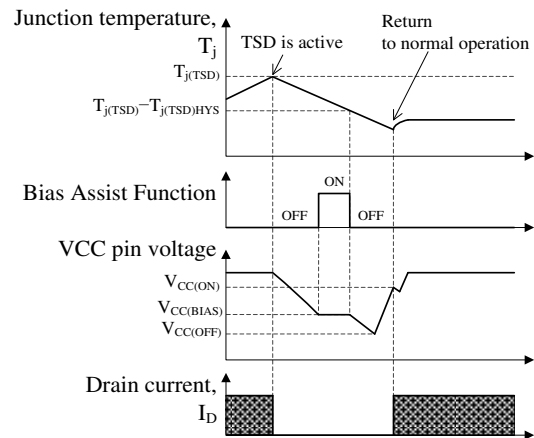 Junction temperature,
Tj
TSD is active
Return
to normal operation
Tj(TSD)
Tj(TSD)−Tj(TSD)HYS
Bias Assist Function
ON
OFF
OFF
VCC pin voltage
VCC(ON)
VCC(BIAS)
VCC(OFF)
Drain current,
ID